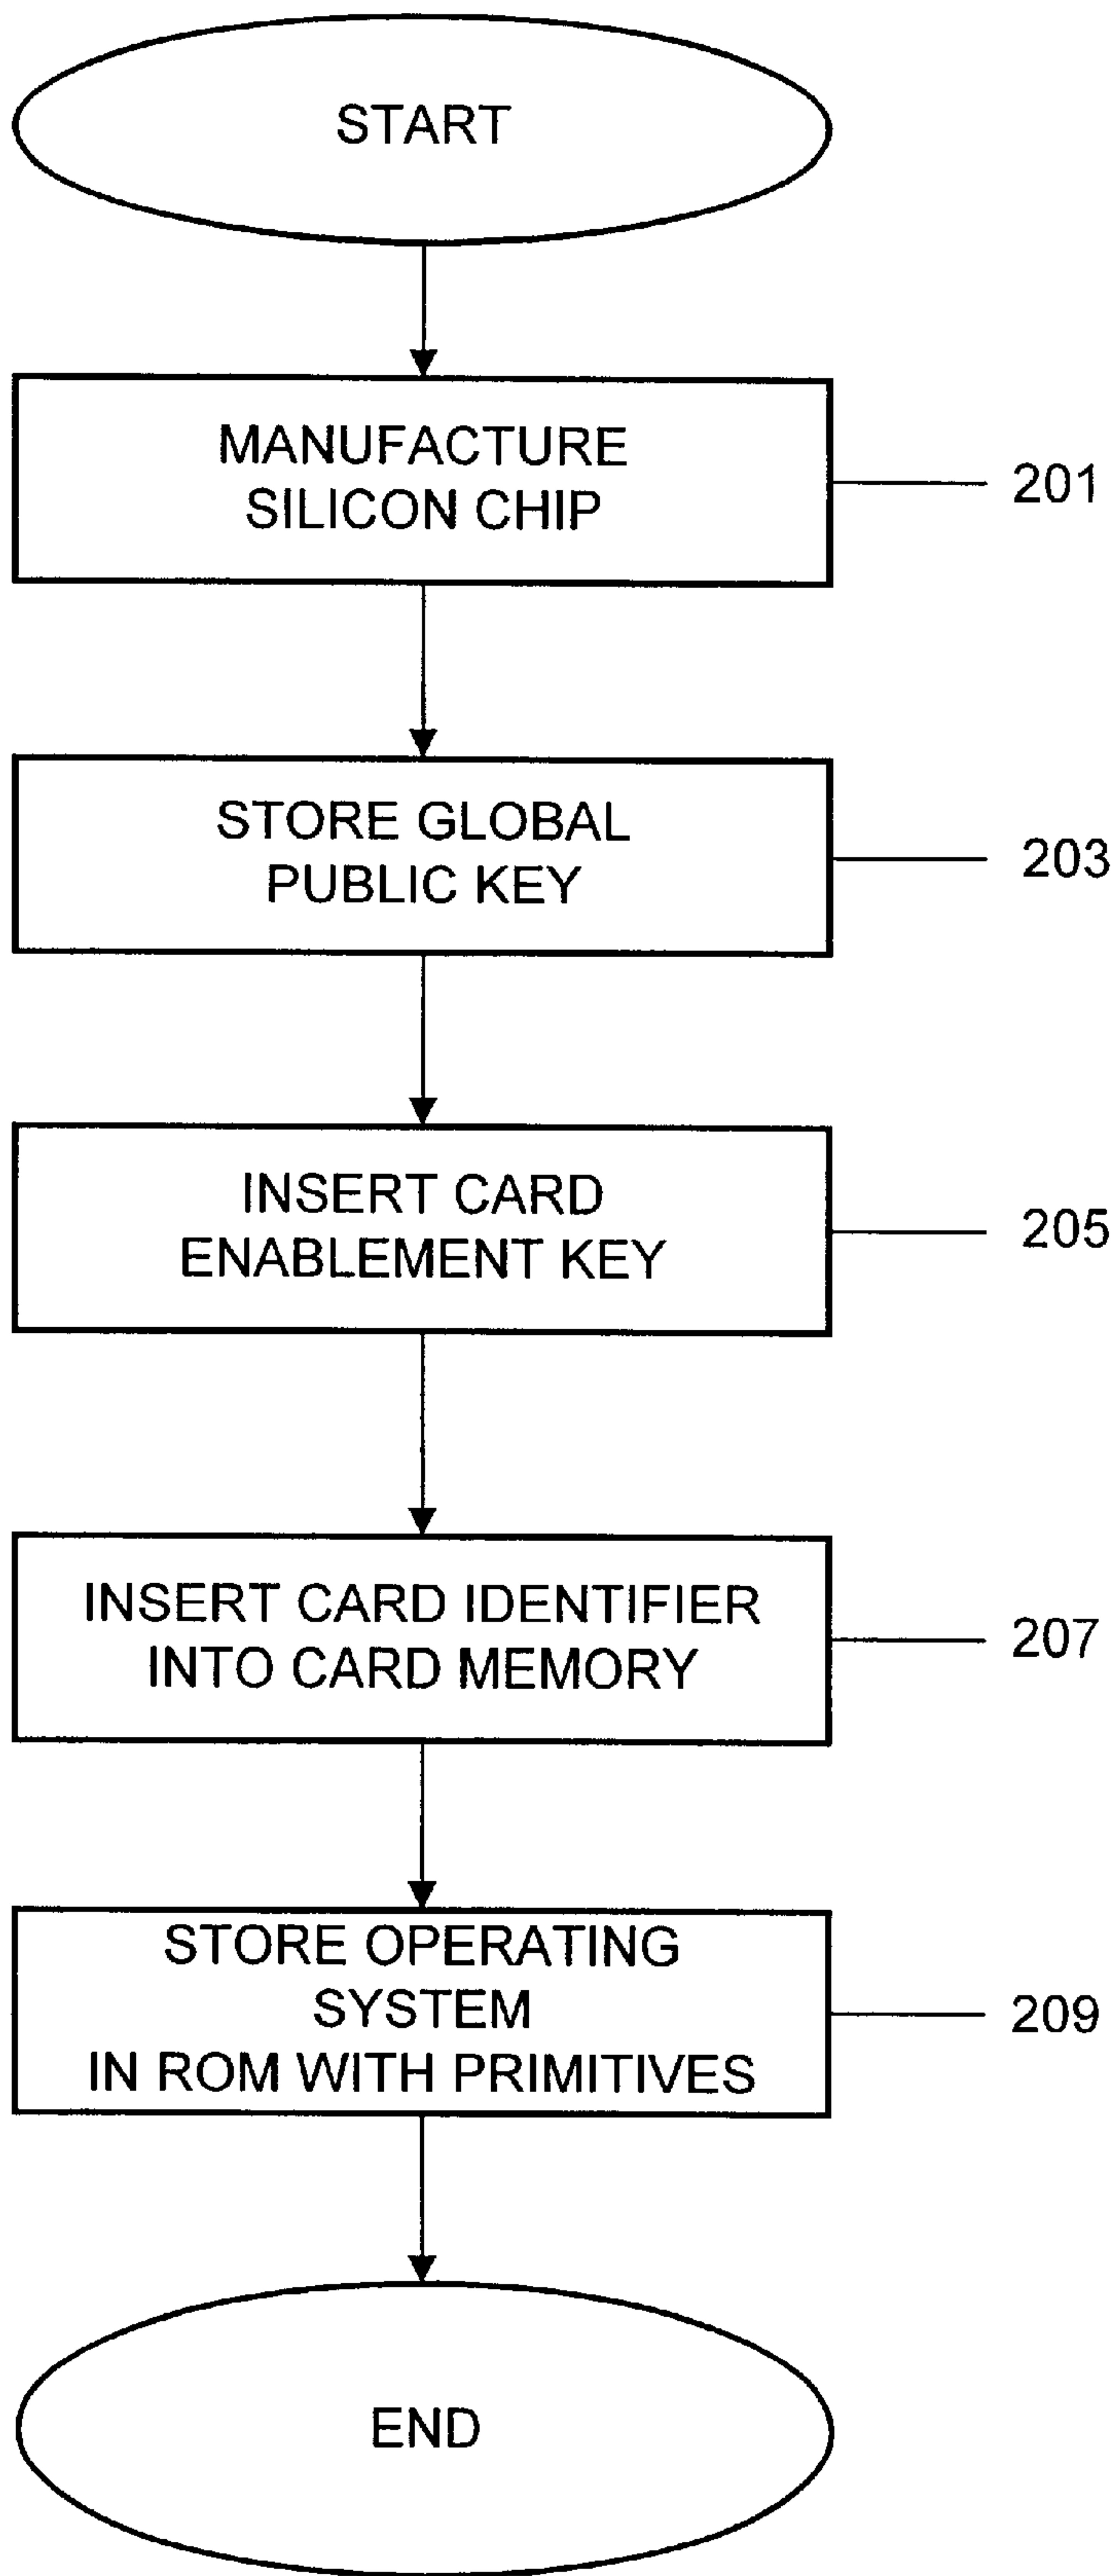 START
MANUFACTURE
SILICON CHIP
201
STORE GLOBAL
PUBLIC KEY
203
INSERT CARD
ENABLEMENT KEY
205
INSERT CARD IDENTIFIER
INTO CARD MEMORY
207
STORE OPERATING
SYSTEM
IN ROM WITH PRIMITIVES
209
END